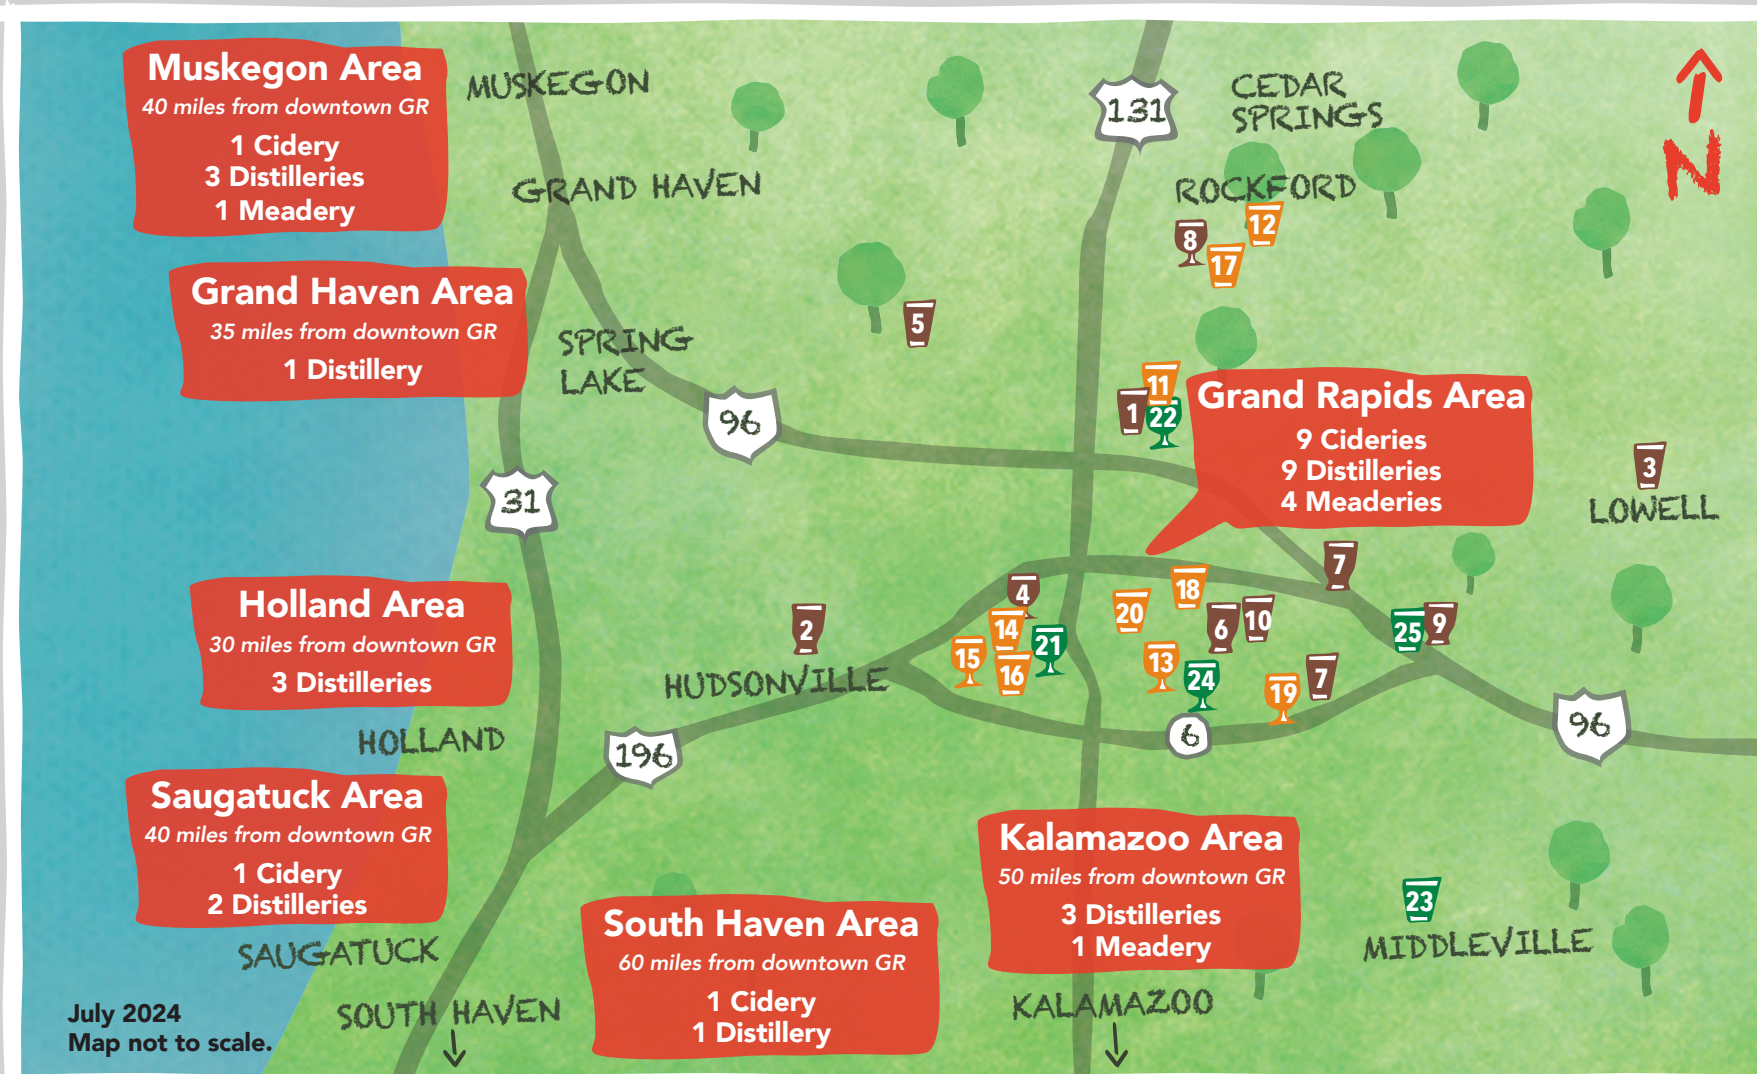 Muskegon Area
40 miles from downtown GR
1 Cidery
3 Distilleries
1 Meadery
MUSKEGON
131
CEDAR
SPRINGS
N
GRAND HAVEN
ROCKFORD
12
8
17
Grand Haven Area
35 miles from downtown GR
1 Distillery
5
SPRING
LAKE
96
11
1
22
Grand Rapids Area
9 Cideries
9 Distilleries
4 Meaderies
3
LOWELL
31
Holland Area
30 miles from downtown GR
3 Distilleries
HOLLAND
2
HUDSONVILLE
4
14
15
16
21
18
20
6
10
13
24
19
7
7
25
9
6
96
196
Saugatuck Area
40 miles from downtown GR
1 Cidery
2 Distilleries
SAUGATUCK
South Haven Area
60 miles from downtown GR
1 Cidery
1 Distillery
SOUTH HAVEN
Kalamazoo Area
50 miles from downtown GR
3 Distilleries
1 Meadery
KALAMAZOO
23
MIDDLEVILLE
July 2024
Map not to scale.